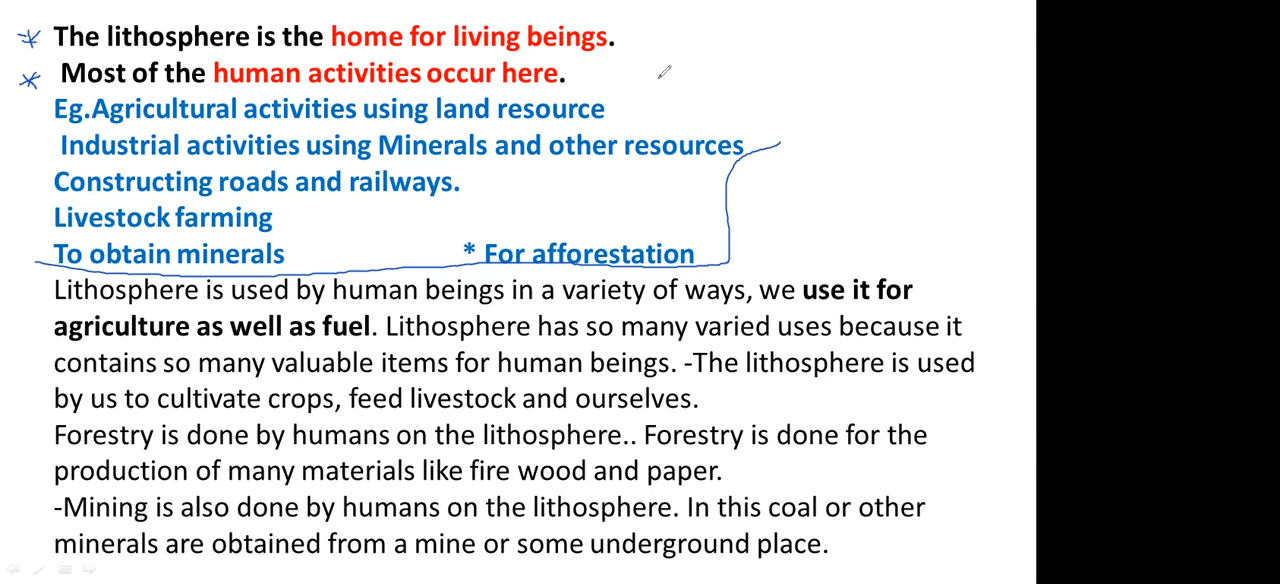 * The lithosphere is the home for living beings.
* Most of the human activities occur here.
Eg.Agricultural activities using land resource
Industrial activities using Minerals and other resources
Constructing roads and railways.
Livestock farming
To obtain minerals * For afforestation
Lithosphere is used by human beings in a variety of ways, we use it for
agriculture as well as fuel. Lithosphere has so many varied uses because it
contains so many valuable items for human beings. -The lithosphere is used
by us to cultivate crops, feed livestock and ourselves.
Forestry is done by humans on the lithosphere.. Forestry is done for the
production of many materials like fire wood and paper.
-Mining is also done by humans on the lithosphere. In this coal or other
minerals are obtained from a mine or some underground place.